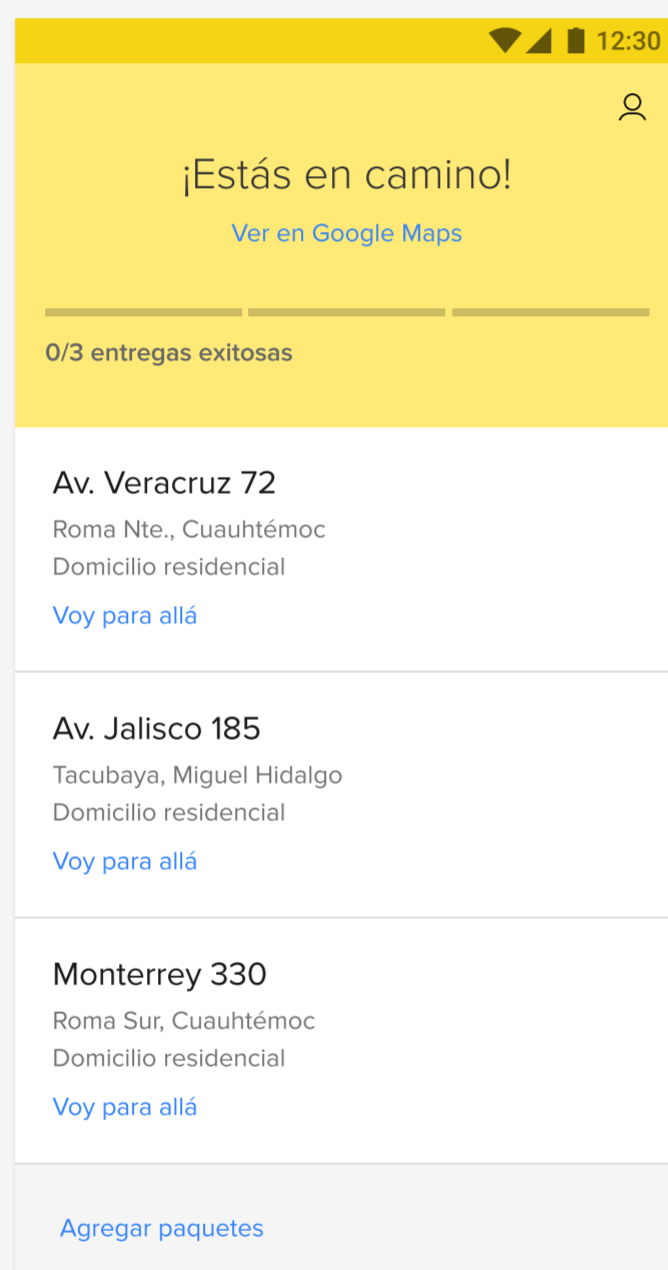 12:30
¡Estás en camino!
Ver en Google Maps
0/3 entregas exitosas
Av. Veracruz 72
Roma Nte., Cuauhtémoc
Domicilio residencial
Voy para allá
Av. Jalisco 185
Tacubaya, Miguel Hidalgo
Domicilio residencial
Voy para allá
Monterrey 330
Roma Sur, Cuauhtémoc
Domicilio residencial
Voy para allá
Agregar paquetes